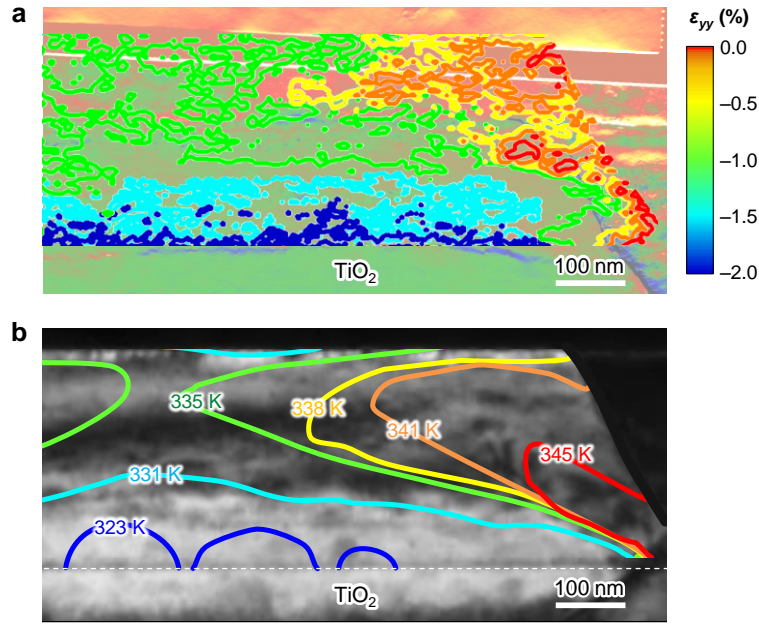 a
εyy (%)
0.0
–0.5
–1.0
–1.5
–2.0
TiO2
100 nm
b
335 K
338 K
341 K
345 K
331 K
323 K
TiO2
100 nm